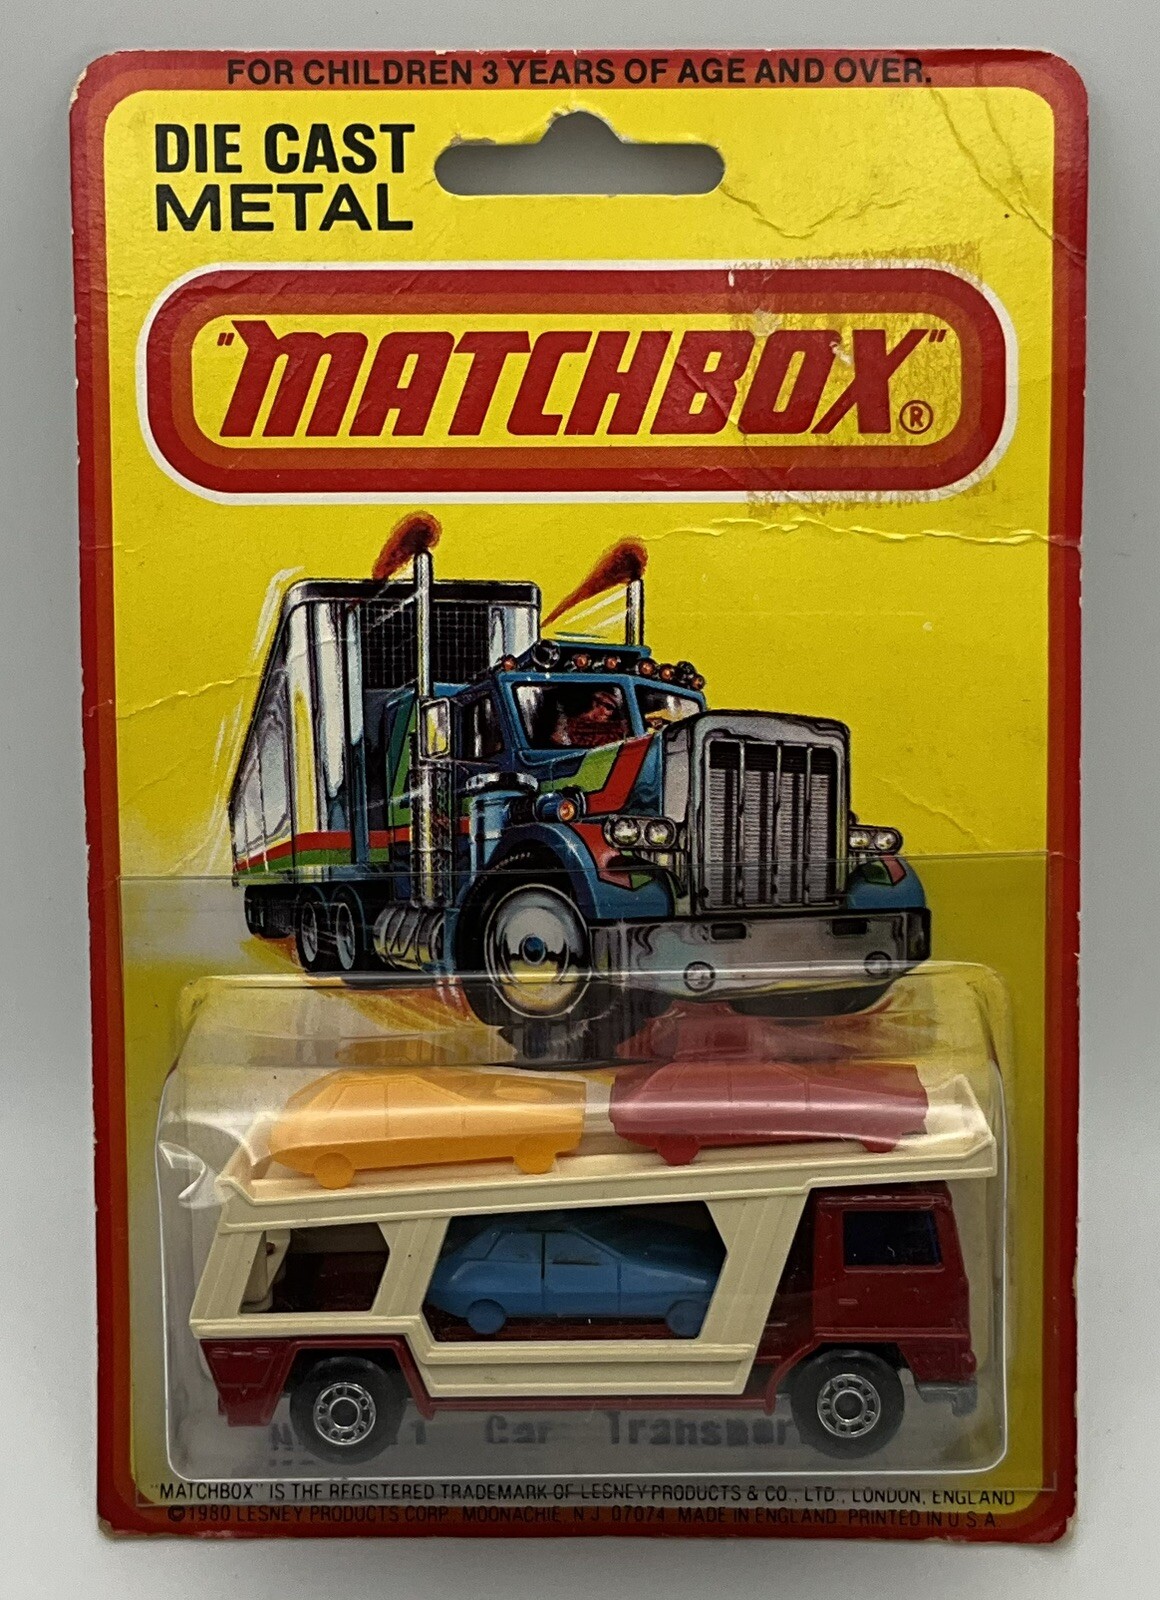 FOR CHILDREN 3 YEARS OF AGE AND OVER.
DIE CAST
METAL
"MATCHBOX"®
Car Transpor
"MATCHBOX" IS THE REGISTERED TRADEMARK OF LESNEY PRODUCTS & CO., LTD., LONDON, ENGLAND
©1980 LESNEY PRODUCTS CORP. MOONACHIE, N.J. 07074 MADE IN ENGLAND. PRINTED IN U.S.A.